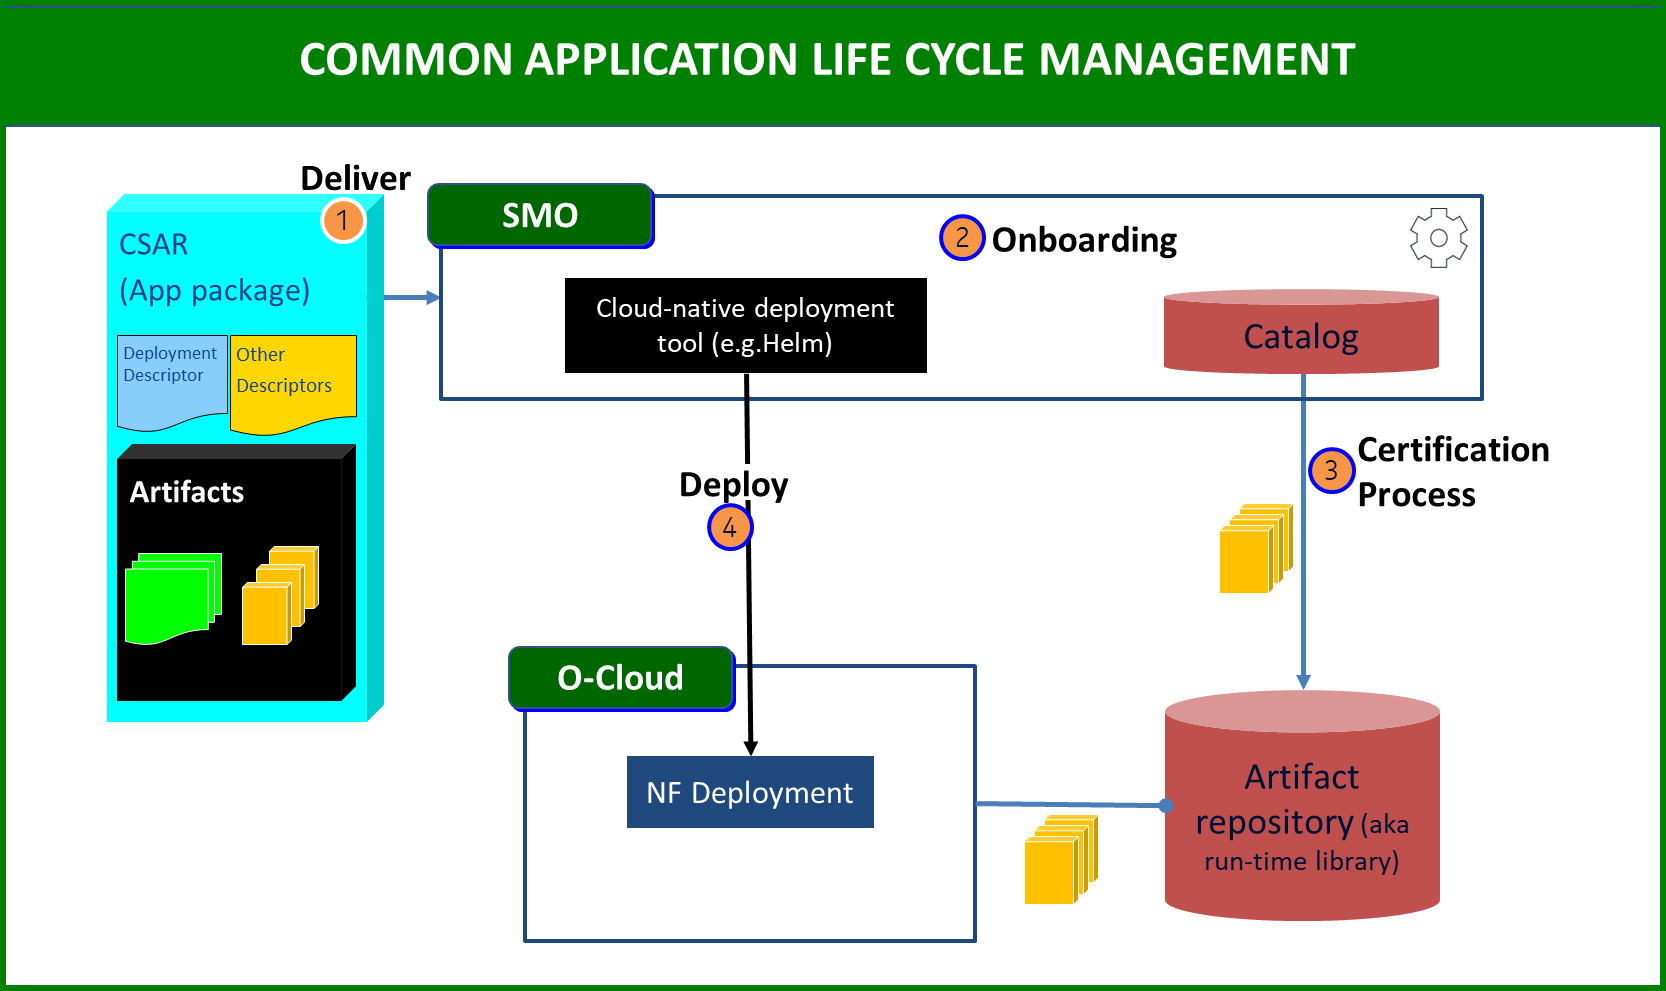 COMMON APPLICATION LIFE CYCLE MANAGEMENT
Deliver
1
CSAR
(App package)
Deployment
Descriptor
Other
Descriptors
Artifacts
SMO
2
Onboarding
Cloud-native deployment
tool (e.g.Helm)
Catalog
3
Certification
Process
Deploy
4
O-Cloud
NF Deployment
Artifact
repository (aka
run-time library)